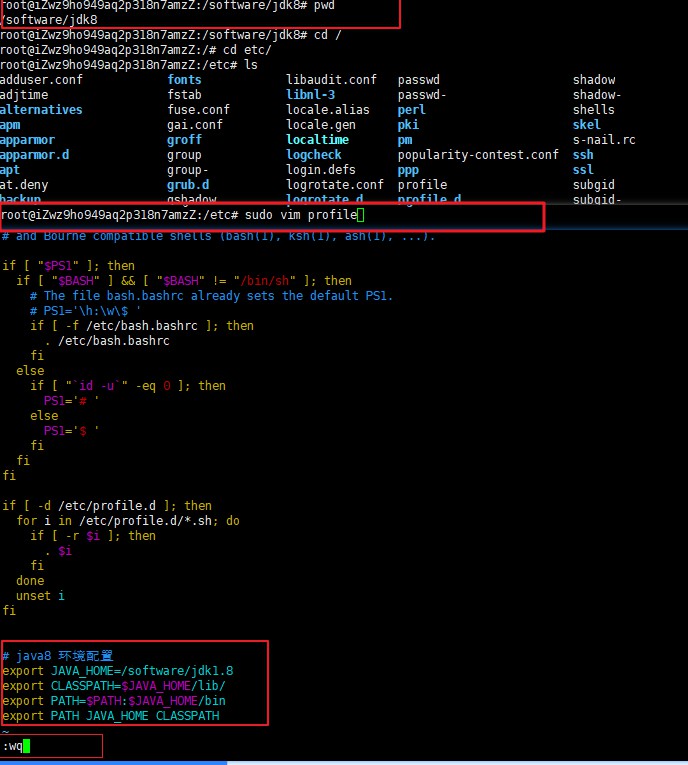 root@iZwz9ho949aq2p318n7amzZ:/software/jdk8# pwd
/software/jdk8
root@iZwz9ho949aq2p318n7amzZ:/software/jdk8# cd /
root@iZwz9ho949aq2p318n7amzZ:/# cd etc/
root@iZwz9ho949aq2p318n7amzZ:/etc# ls
adduser.conf fonts libaudit.conf passwd shadow
adjtime fstab libnl-3 passwd- shadow-
alternatives fuse.conf locale.alias perl shells
apm gai.conf locale.gen pki skel
apparmor groff localtime pm s-nail.rc
apparmor.d group logcheck popularity-contest.conf ssh
apt group- login.defs ppp ssl
at.deny grub.d logrotate.conf profile subgid
backup gshadow logrotate.d profile.d subgid-
root@iZwz9ho949aq2p318n7amzZ:/etc# sudo vim profile
# and Bourne compatible shells (bash(1), ksh(1), ash(1), ...).
if [ "$PS1" ]; then
if [ "$BASH" ] && [ "$BASH" != "/bin/sh" ]; then
# The file bash.bashrc already sets the default PS1.
# PS1='\h:\w\$ '
if [ -f /etc/bash.bashrc ]; then
. /etc/bash.bashrc
fi
else
if [ "`id -u`" -eq 0 ]; then
PS1='# '
else
PS1='$ '
fi
fi
fi
if [ -d /etc/profile.d ]; then
for i in /etc/profile.d/*.sh; do
if [ -r $i ]; then
. $i
fi
done
unset i
fi
# java8 环境配置
export JAVA_HOME=/software/jdk1.8
export CLASSPATH=$JAVA_HOME/lib/
export PATH=$PATH:$JAVA_HOME/bin
export PATH JAVA_HOME CLASSPATH
~
:wq